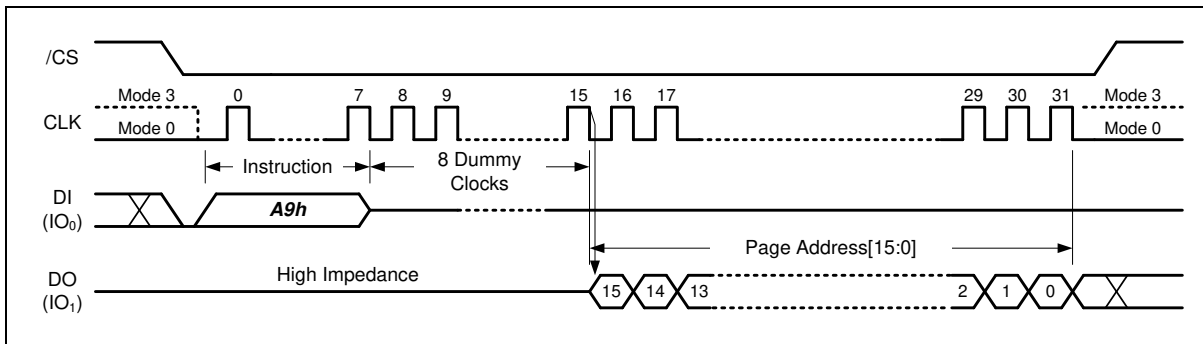 /CS
Mode 3 0 7 8 9 15 16 17 29 30 31 Mode 3
CLK
Mode 0 Mode 0
Instruction 8 Dummy
Clocks
DI
(IO₀)
A9h
Page Address[15:0]
High Impedance
DO
(IO₁)
15 14 13 2 1 0